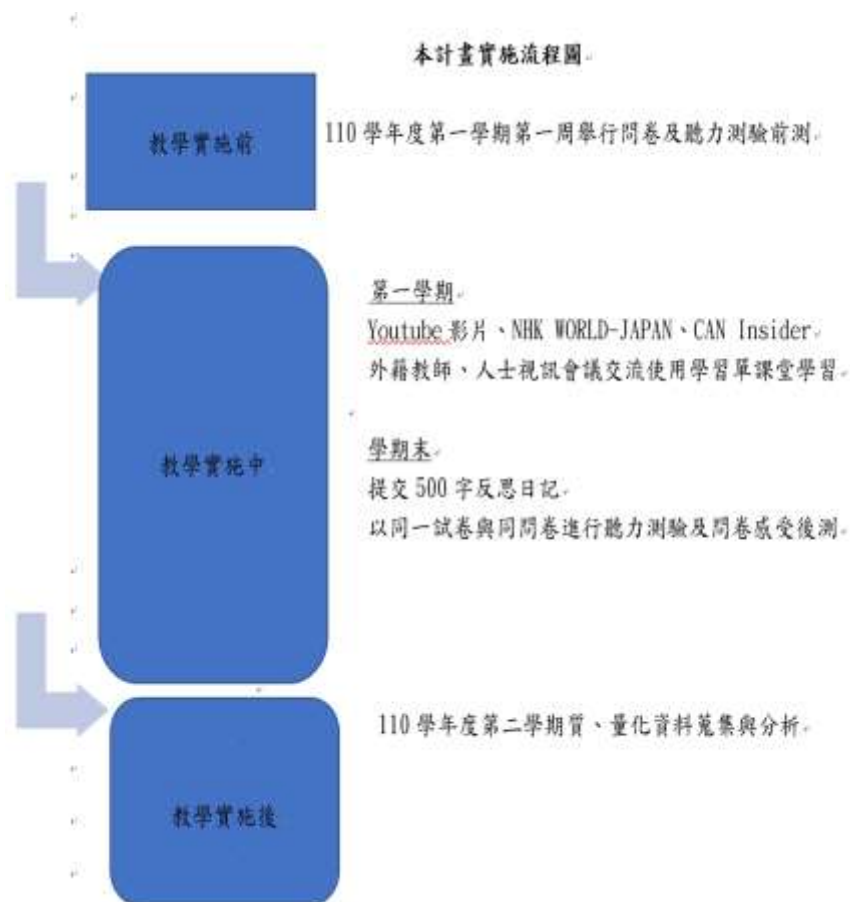 本計畫實施流程圖
教學實施前
110 學年度第一學期第一周舉行問卷及聽力測驗前測
教學實施中
第一學期
Youtube 影片、NHK WORLD-JAPAN、CAN Insider
外籍教師、人士視訊會議交流使用學習單課堂學習
學期末
提交 500 字反思日記
以同一試卷與同問卷進行聽力測驗及問卷感受後測
110 學年度第二學期質、量化資料蒐集與分析
教學實施後